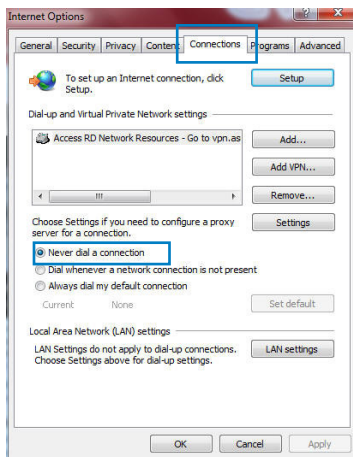 Internet Options
General Security Privacy Content Connections Programs Advanced
To set up an Internet connection, click
Setup.
Setup
Dial-up and Virtual Private Network settings
Access RD Network Resources - Go to vpn.as
Add...
Add VPN...
Remove...
Choose Settings if you need to configure a proxy
server for a connection.
Settings
Never dial a connection
Dial whenever a network connection is not present
Always dial my default connection
Current None
Set default
Local Area Network (LAN) settings
LAN Settings do not apply to dial-up connections.
Choose Settings above for dial-up settings.
LAN settings
OK Cancel Apply